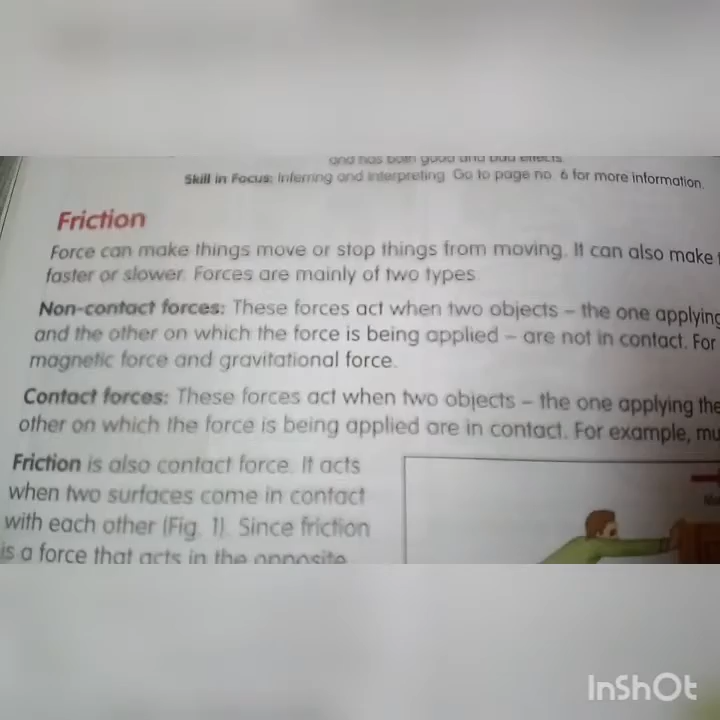 and has both good and bad effects.
Skill in Focus: Inferring and interpreting. Go to page no. 6 for more information.
Friction
Force can make things move or stop things from moving. It can also make
faster or slower. Forces are mainly of two types.
Non-contact forces: These forces act when two objects – the one applying
and the other on which the force is being applied – are not in contact. For
magnetic force and gravitational force.
Contact forces: These forces act when two objects – the one applying the
other on which the force is being applied are in contact. For example, mu
Friction is also contact force. It acts
when two surfaces come in contact
with each other (Fig. 1). Since friction
is a force that acts in the opposite
InShOt